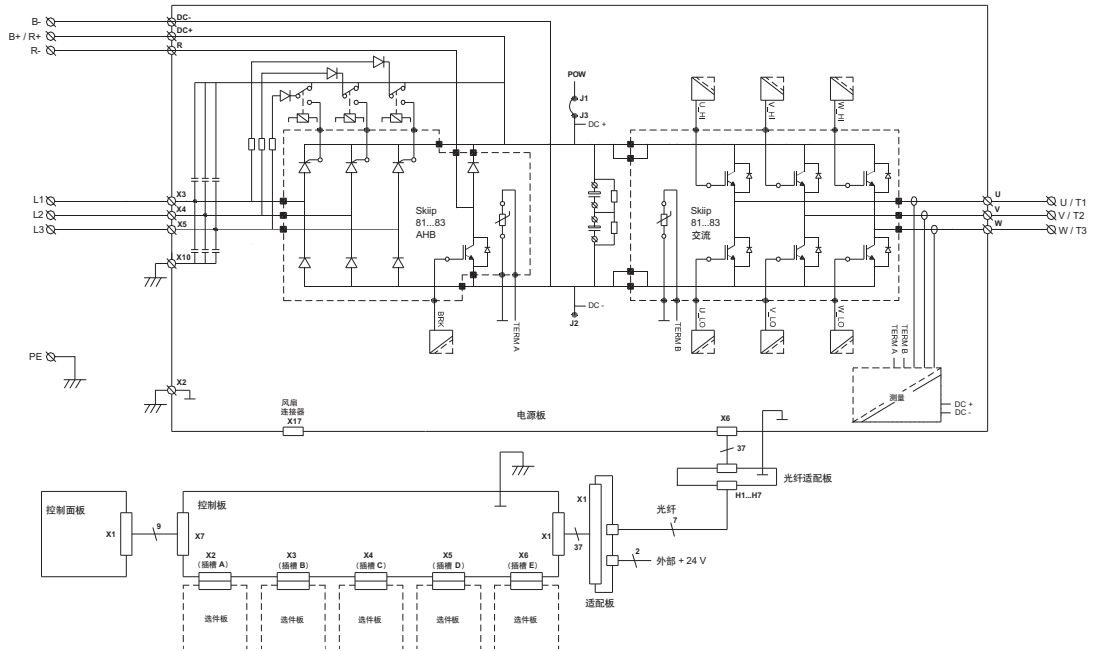 B-
DC-
B+ / R+
DC+
R-
R
POW
J1
J3
DC +
U_HI
V_HI
W_HI
L1
X3
L2
X4
L3
X5
X10
Skiip
81...83
AHB
Skiip
81...83
交流
U
U / T1
V
V / T2
W
W / T3
BRK
TERM A
DC -
J2
TERM B
U_LO
V_LO
W_LO
TERM A
TERM B
PE
X2
测量
DC +
DC -
风扇
连接器
X17
电源板
X6
37
光纤适配板
H1...H7
控制面板
X1
9
控制板
X7
X1
37
X1
光纤
7
2
外部 + 24 V
适配板
X2
(插槽 A)
X3
(插槽 B)
X4
(插槽 C)
X5
(插槽 D)
X6
(插槽 E)
选件板
选件板
选件板
选件板
选件板